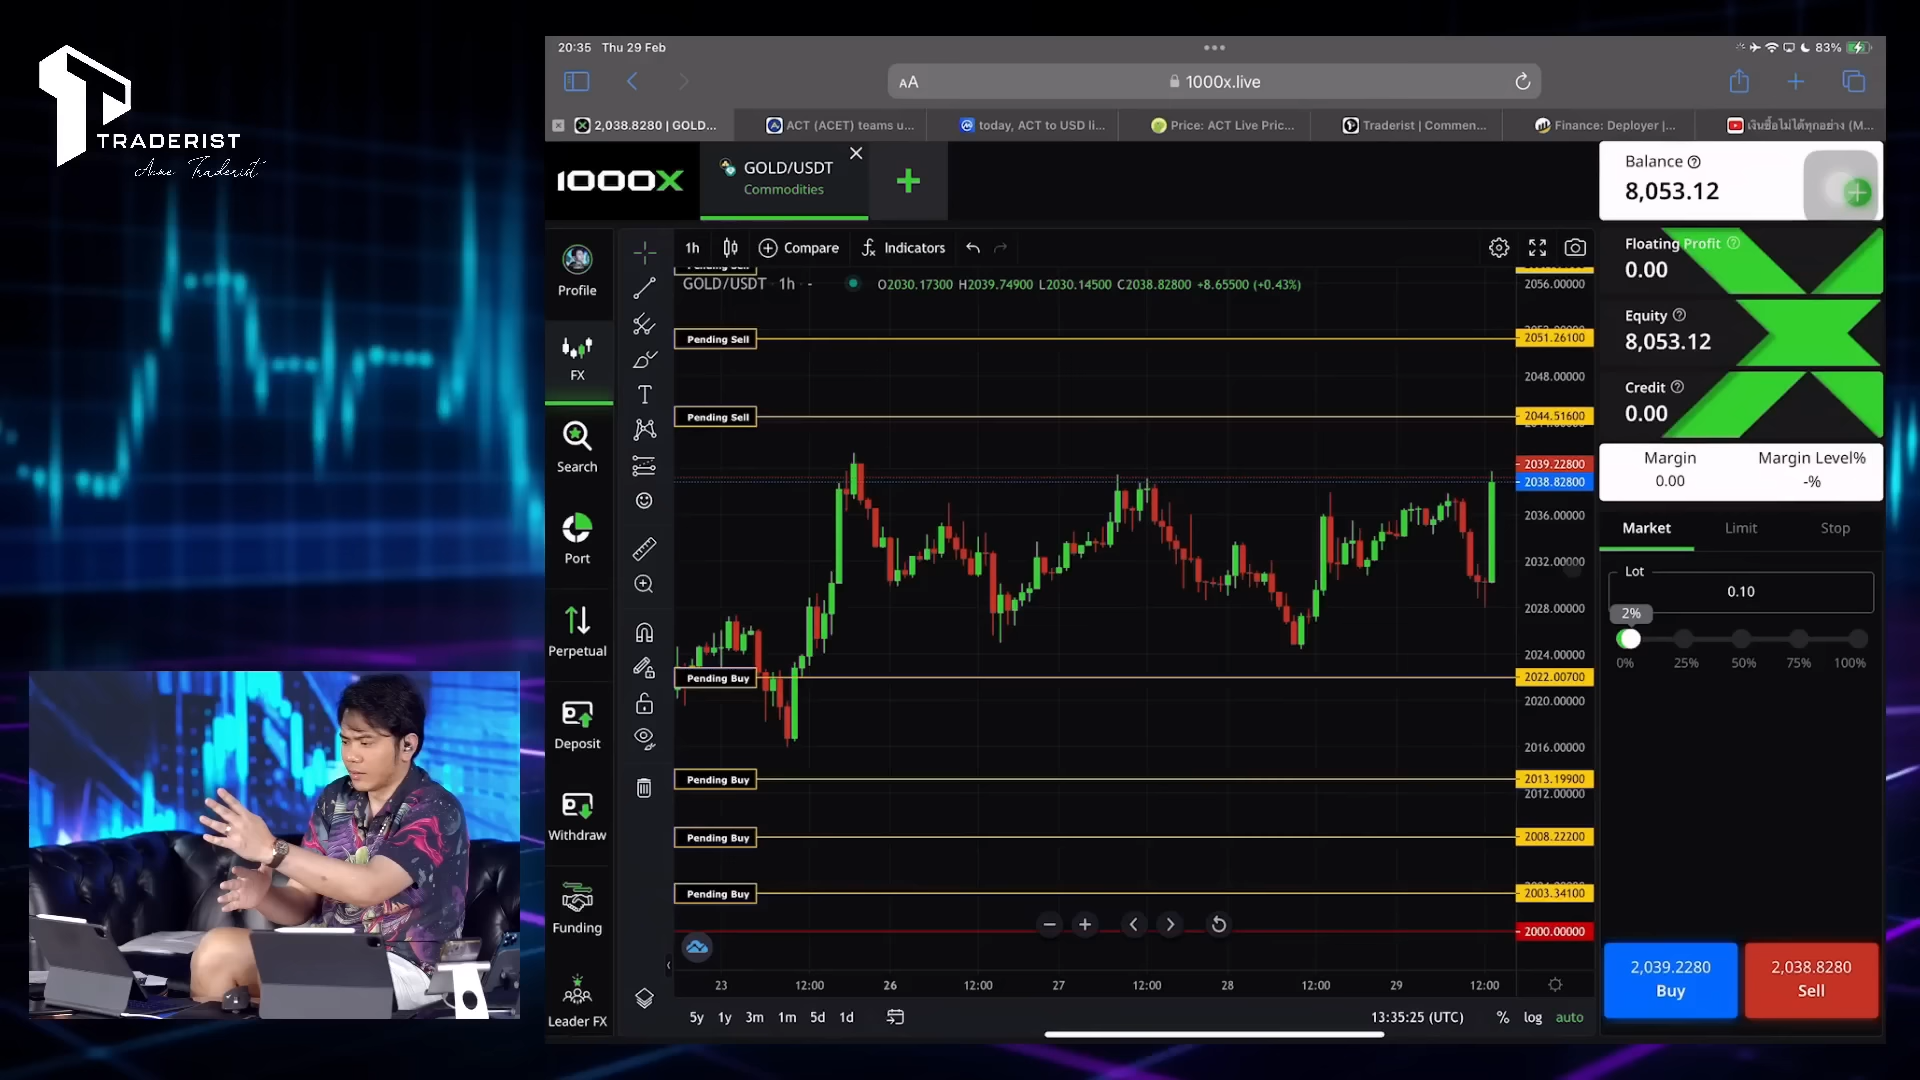 TRADERIST
Acme Traderist
20:35 Thu 29 Feb
83%
AA
1000x.live
2,038.8280 | GOLD...
ACT (ACET) teams u...
today, ACT to USD li...
Price: ACT Live Pric...
Traderist | Commen...
Finance: Deployer |...
เงินซื้อไม่ได้ทุกอย่าง (M...
1000X
GOLD/USDT
Commodities
Balance
8,053.12
Floating Profit
0.00
Equity
8,053.12
Credit
0.00
Margin
0.00
Margin Level%
-%
Market Limit Stop
Lot
0.10
2%
0% 25% 50% 75% 100%
2,039.2280
Buy
2,038.8280
Sell
Profile
FX
Search
Port
Perpetual
Deposit
Withdraw
Funding
Leader FX
1h Compare Indicators
GOLD/USDT 1h - O2030.17300 H2039.74900 L2030.14500 C2038.82800 +8.65500 (+0.43%)
Pending Sell
Pending Sell
Pending Sell
Pending Buy
Pending Buy
Pending Buy
Pending Buy
2056.00000
2051.26100
2048.00000
2044.51600
2039.22800
2038.82800
2036.00000
2032.00000
2028.00000
2024.00000
2022.00700
2020.00000
2016.00000
2013.19900
2012.00000
2008.22200
2003.34100
2000.00000
23 12:00 26 12:00 27 12:00 28 12:00 29 12:00
5y 1y 3m 1m 5d 1d
13:35:25 (UTC) % log auto